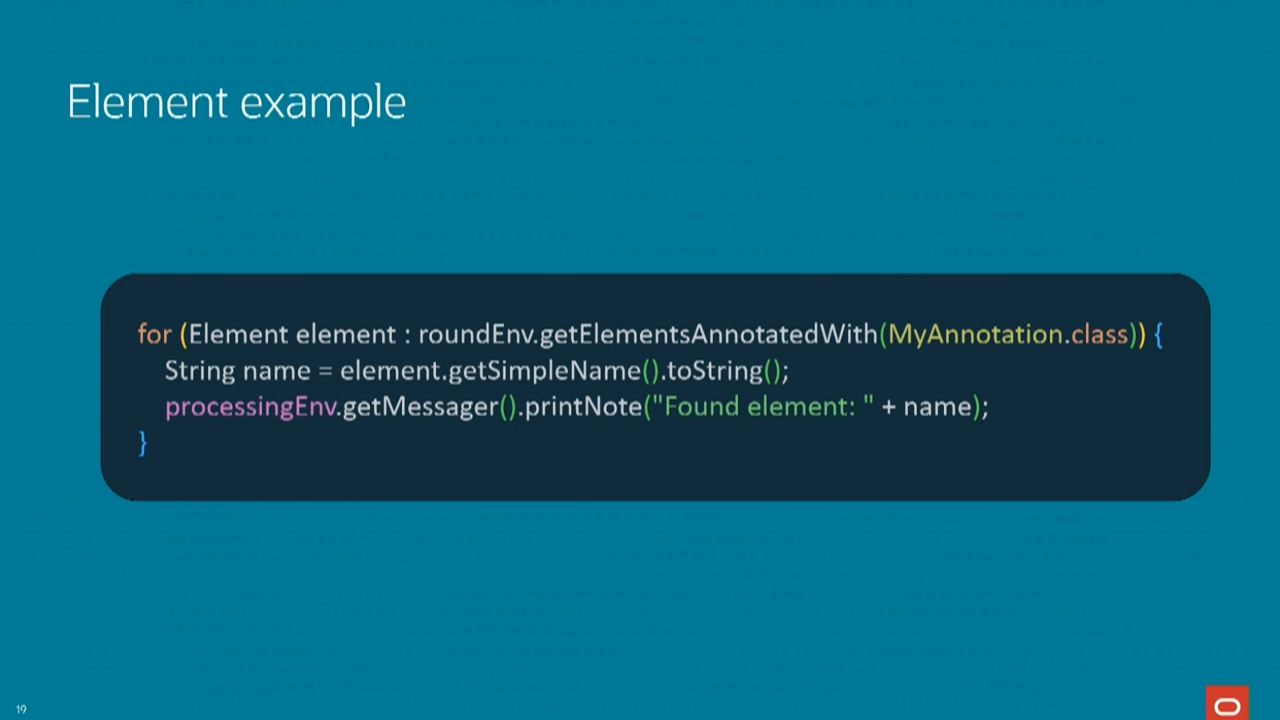 Element example
for (Element element : roundEnv.getElementsAnnotatedWith(MyAnnotation.class)) {
    String name = element.getSimpleName().toString();
    processingEnv.getMessager().printNote("Found element: " + name);
}
19